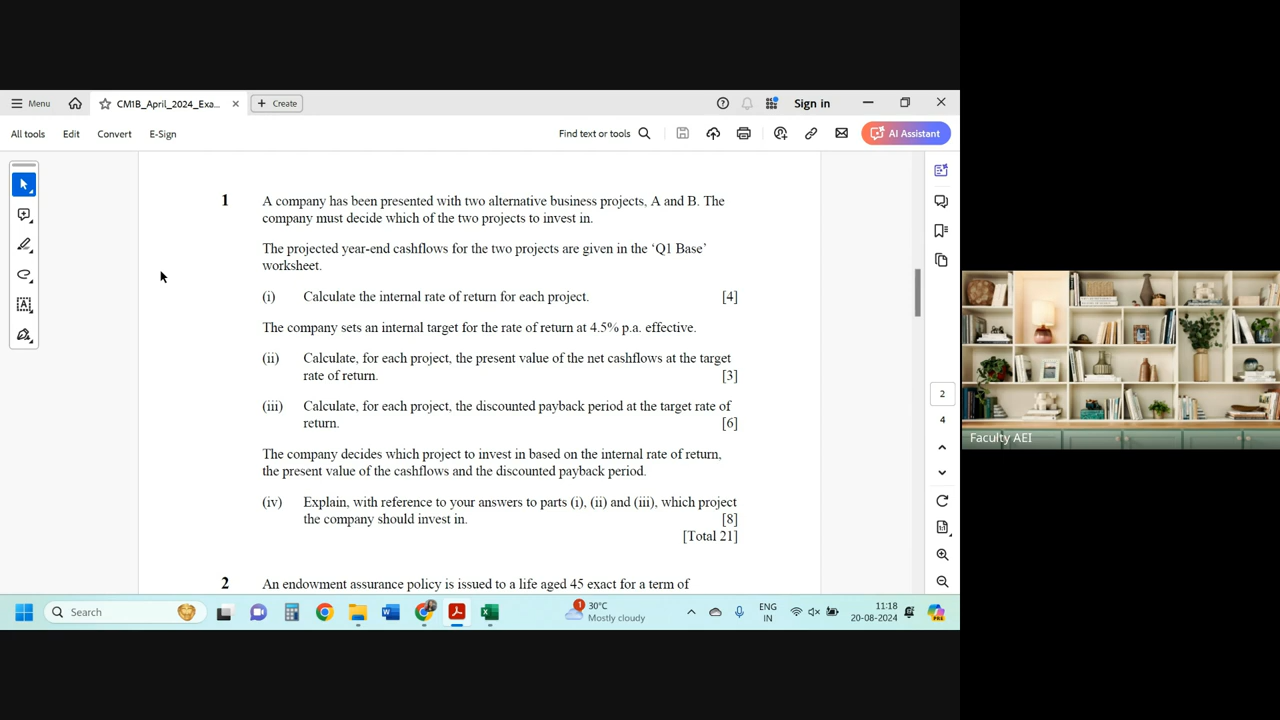 Menu
CM1B_April_2024_Exa...
Create
Sign in
All tools
Edit
Convert
E-Sign
Find text or tools
AI Assistant
1 A company has been presented with two alternative business projects, A and B. The
company must decide which of the two projects to invest in.
The projected year-end cashflows for the two projects are given in the ‘Q1 Base’
worksheet.
(i) Calculate the internal rate of return for each project. [4]
The company sets an internal target for the rate of return at 4.5% p.a. effective.
(ii) Calculate, for each project, the present value of the net cashflows at the target
rate of return. [3]
(iii) Calculate, for each project, the discounted payback period at the target rate of
return. [6]
The company decides which project to invest in based on the internal rate of return,
the present value of the cashflows and the discounted payback period.
(iv) Explain, with reference to your answers to parts (i), (ii) and (iii), which project
the company should invest in. [8]
[Total 21]
2 An endowment assurance policy is issued to a life aged 45 exact for a term of
2
4
Faculty AEI
Search
1
30°C
Mostly cloudy
ENG
IN
11:18
20-08-2024